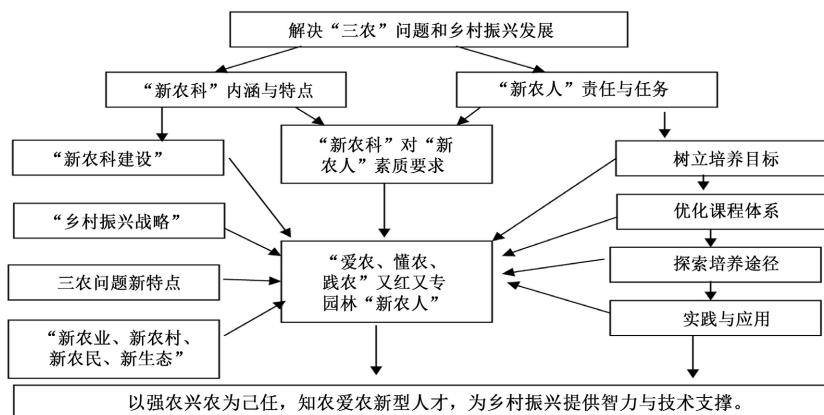 解决“三农”问题和乡村振兴发展
“新农科”内涵与特点
“新农人”责任与任务
“新农科”对“新
农人”素质要求
“新农科建设”
树立培养目标
“乡村振兴战略”
优化课程体系
“爱农、懂农、
践农”又红又专
园林“新农人”
三农问题新特点
探索培养途径
“新农业、新农村、
新农民、新生态”
实践与应用
以强农兴农为己任，知农爱农新型人才，为乡村振兴提供智力与技术支撑。